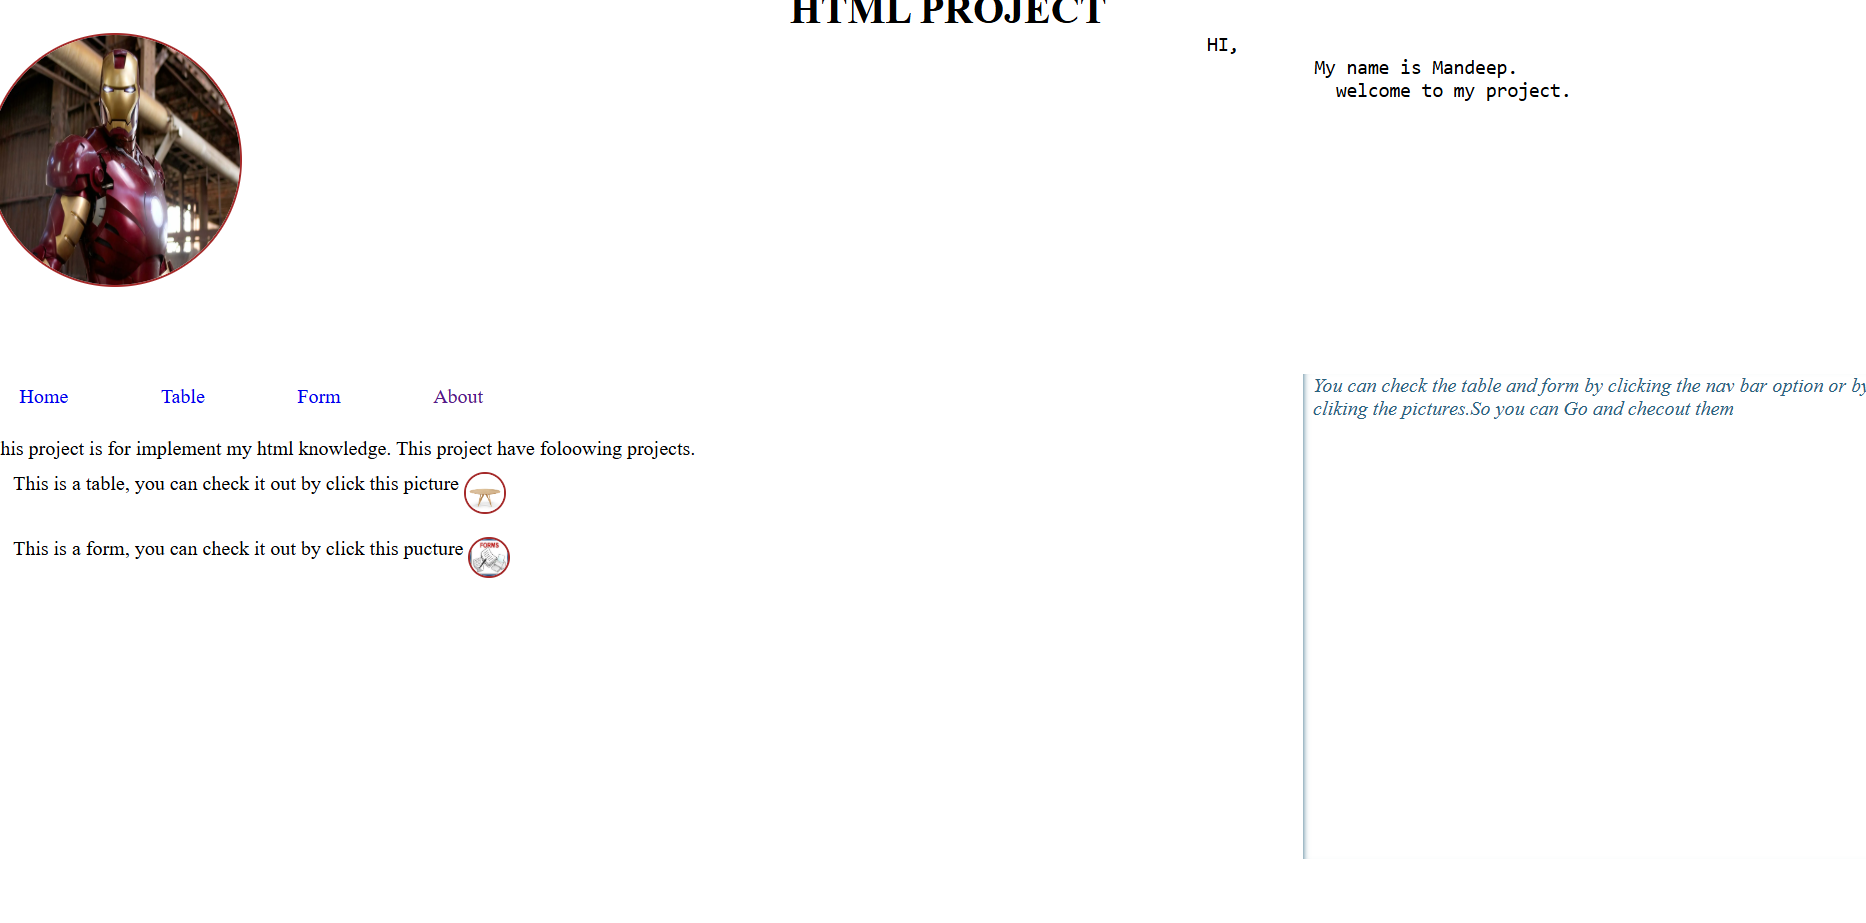 HTML PROJECT
HI,
My name is Mandeep.
welcome to my project.
Home Table Form About
You can check the table and form by clicking the nav bar option or by
cliking the pictures.So you can Go and checout them
his project is for implement my html knowledge. This project have foloowing projects.
This is a table, you can check it out by click this picture
This is a form, you can check it out by click this pucture
FORMS